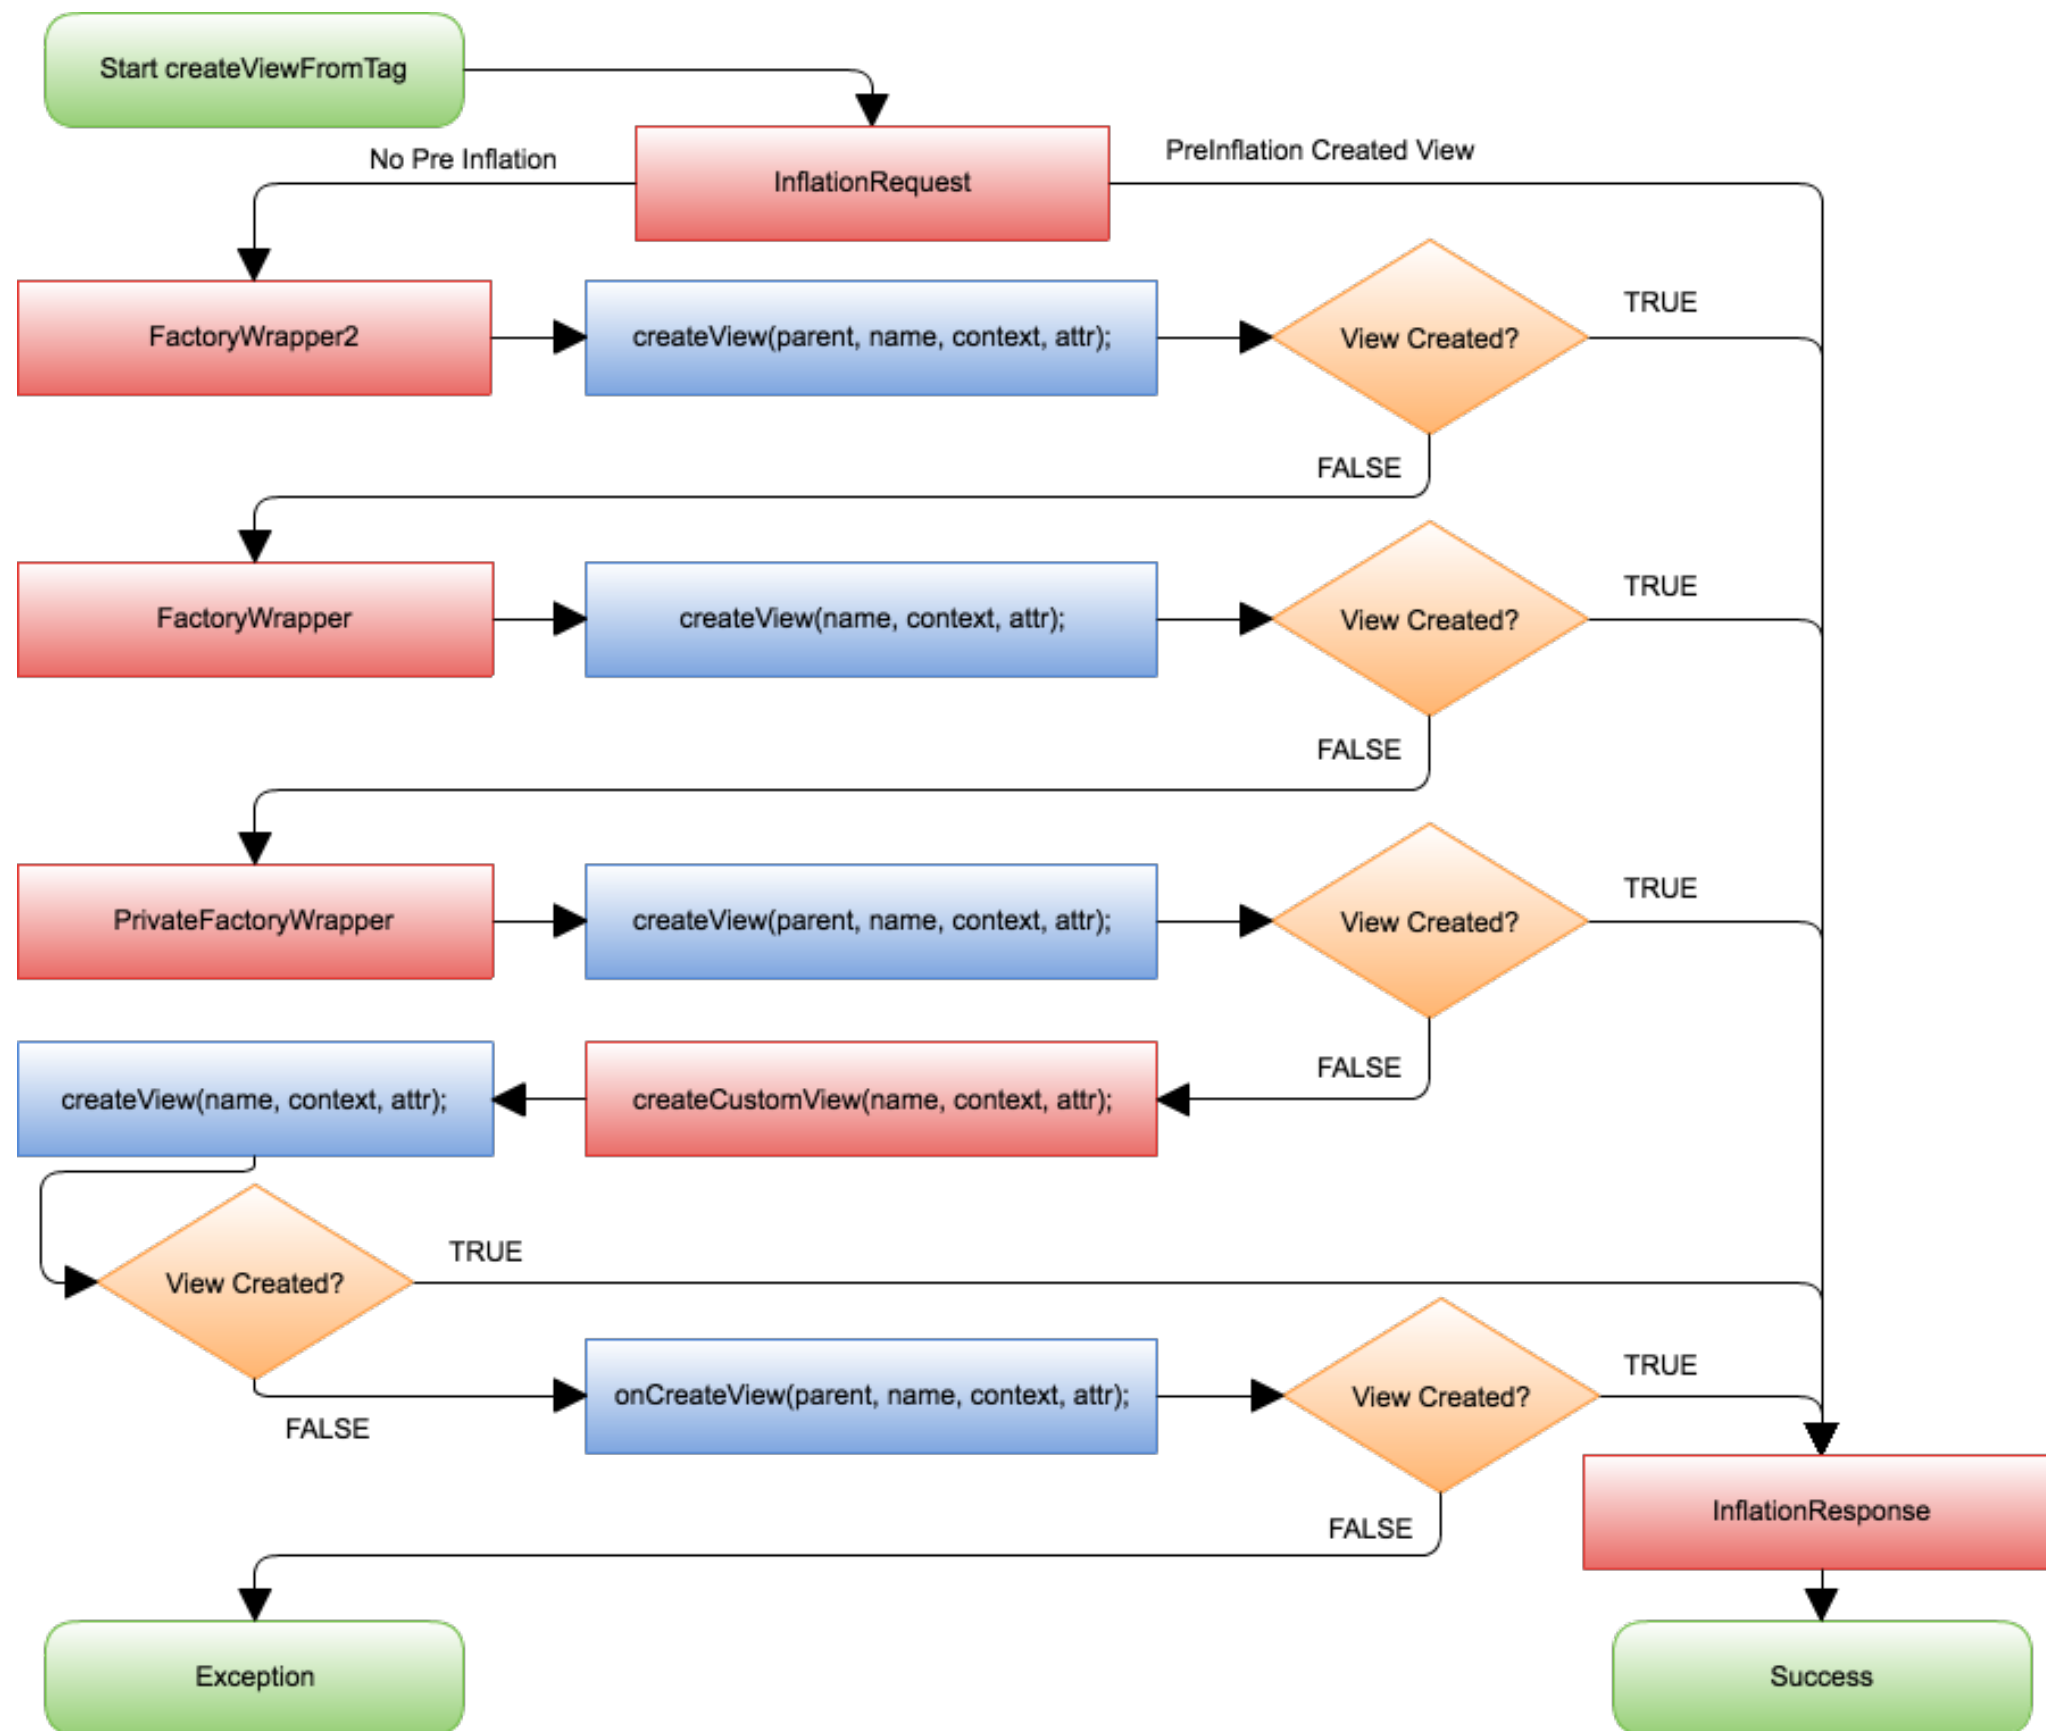 Start createViewFromTag
No Pre Inflation
InflationRequest
PreInflation Created View
FactoryWrapper2
createView(parent, name, context, attr);
View Created?
TRUE
FALSE
FactoryWrapper
createView(name, context, attr);
View Created?
TRUE
FALSE
PrivateFactoryWrapper
createView(parent, name, context, attr);
View Created?
TRUE
FALSE
createView(name, context, attr);
createCustomView(name, context, attr);
View Created?
TRUE
FALSE
onCreateView(parent, name, context, attr);
View Created?
TRUE
FALSE
InflationResponse
Exception
Success